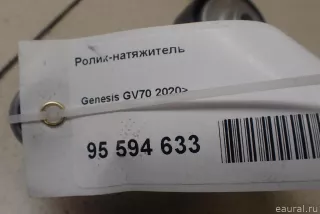 Ролик-натяжитель
Genesis GV70 2020>
95 594 633
eaural.ru